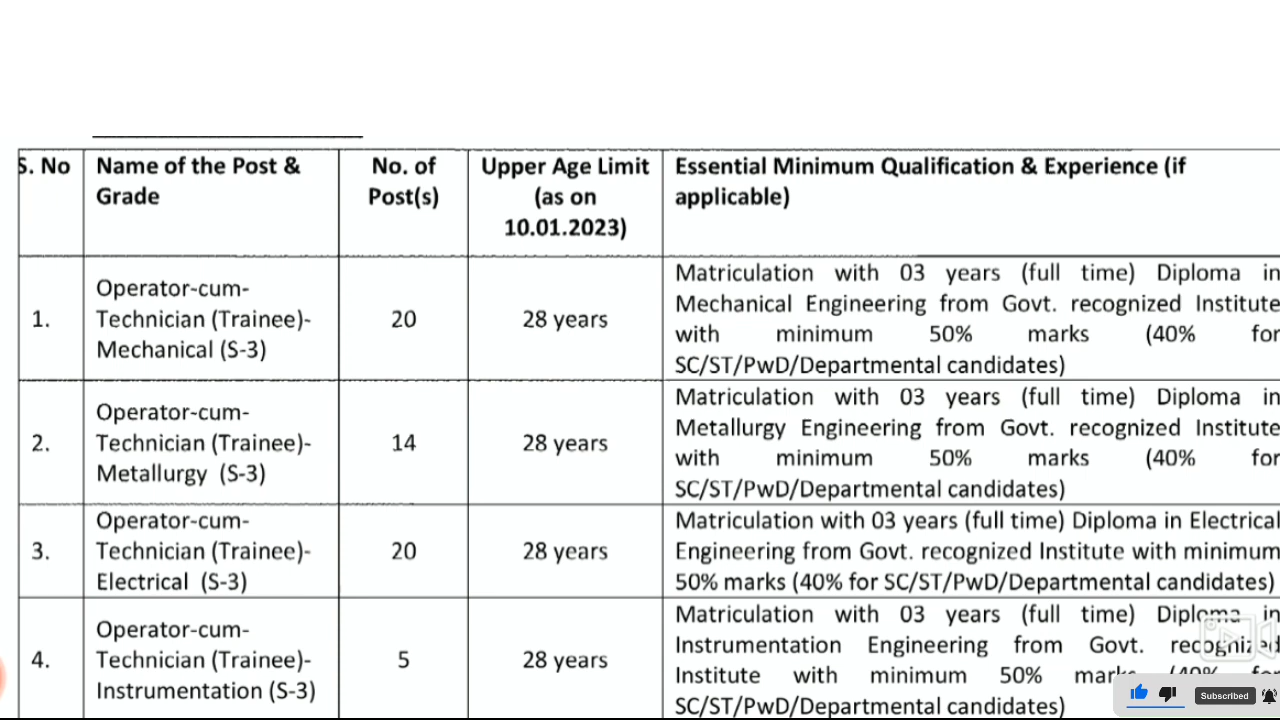 S. No
Name of the Post &
Grade
No. of
Post(s)
Upper Age Limit
(as on
10.01.2023)
Essential Minimum Qualification & Experience (if
applicable)
1.
Operator-cum-
Technician (Trainee)-
Mechanical (S-3)
20
28 years
Matriculation with 03 years (full time) Diploma in
Mechanical Engineering from Govt. recognized Institute
with minimum 50% marks (40% for
SC/ST/PwD/Departmental candidates)
2.
Operator-cum-
Technician (Trainee)-
Metallurgy (S-3)
14
28 years
Matriculation with 03 years (full time) Diploma in
Metallurgy Engineering from Govt. recognized Institute
with minimum 50% marks (40% for
SC/ST/PwD/Departmental candidates)
3.
Operator-cum-
Technician (Trainee)-
Electrical (S-3)
20
28 years
Matriculation with 03 years (full time) Diploma in Electrical
Engineering from Govt. recognized Institute with minimum
50% marks (40% for SC/ST/PwD/Departmental candidates)
4.
Operator-cum-
Technician (Trainee)-
Instrumentation (S-3)
5
28 years
Matriculation with 03 years (full time) Diploma in
Instrumentation Engineering from Govt. recognized
Institute with minimum 50% marks (40% for
SC/ST/PwD/Departmental candidates)
Subscribed